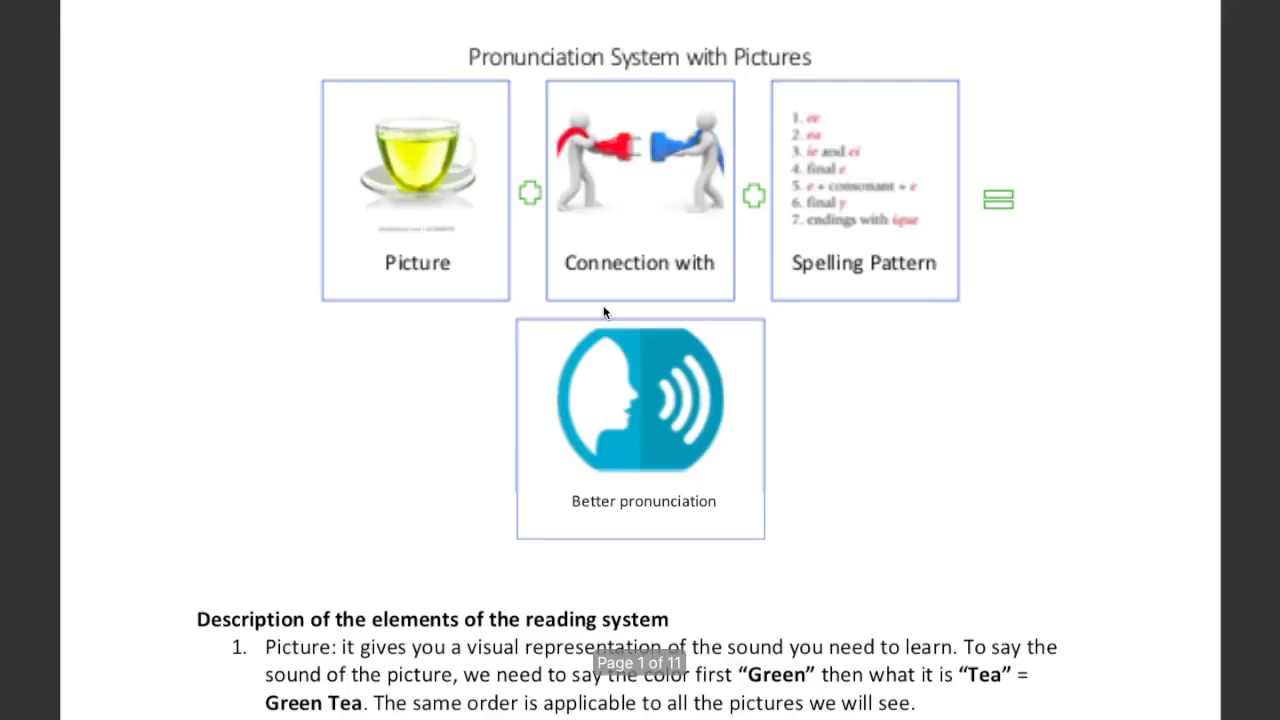 Pronunciation System with Pictures
1. ee
2. ea
3. ie and ei
4. final e
5. e + consonant + e
6. final y
7. endings with ique
Picture
Connection with
Spelling Pattern
Better pronunciation
Description of the elements of the reading system
1. Picture: it gives you a visual representation of the sound you need to learn. To say the
sound of the picture, we need to say the color first “Green” then what it is “Tea” =
Page 1 of 11
Green Tea. The same order is applicable to all the pictures we will see.